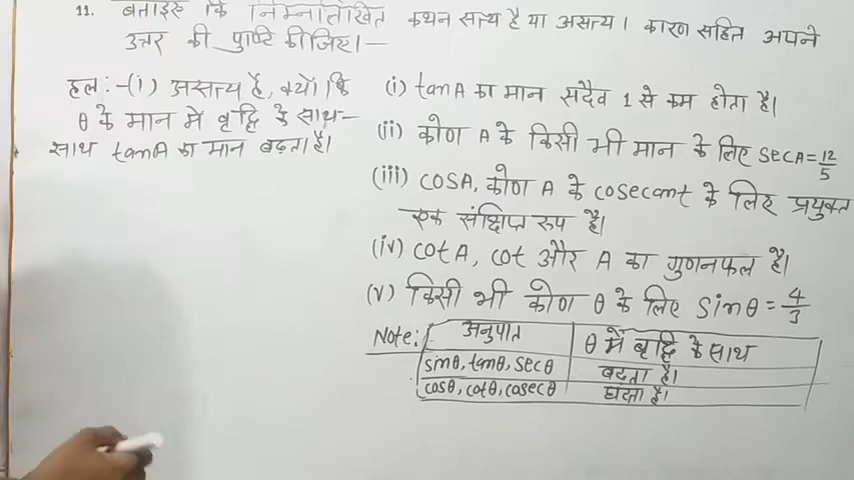 11. बताइए कि निम्नलिखित कथन सत्य है या असत्य। कारण सहित अपने
उत्तर की पुष्टि कीजिए।—
हल:-(i) असत्य है, क्यों कि
θ के मान मे वृद्धि के साथ-
साथ tanA का मान बढ़ता है।
(i) tanA का मान सदैव 1 से कम होता है।
(ii) कोण A के किसी भी मान के लिए secA=12/5
(iii) cosA, कोण A के cosecant के लिए प्रयुक्त
एक संक्षिप्त रूप है।
(iv) cotA, cot और A का गुणनफल है।
(v) किसी भी कोण θ के लिए sinθ=4/3
Note: अनुपात θ में वृद्धि के साथ
sinθ, tanθ, secθ बढ़ता है।
cosθ, cotθ, cosecθ घटता है।